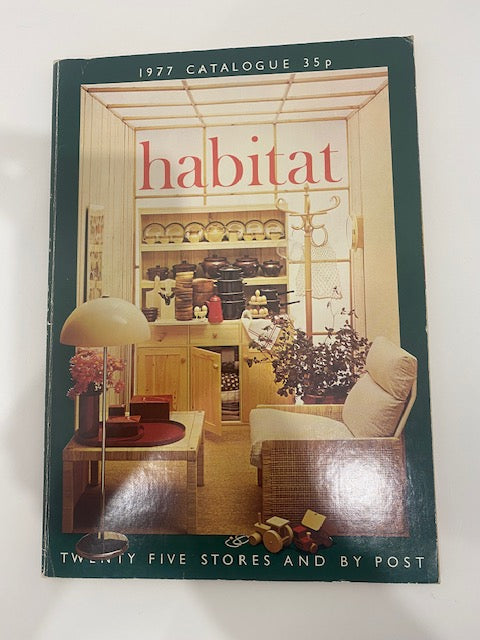 1977 CATALOGUE 35p
habitat
TWENTY FIVE STORES AND BY POST